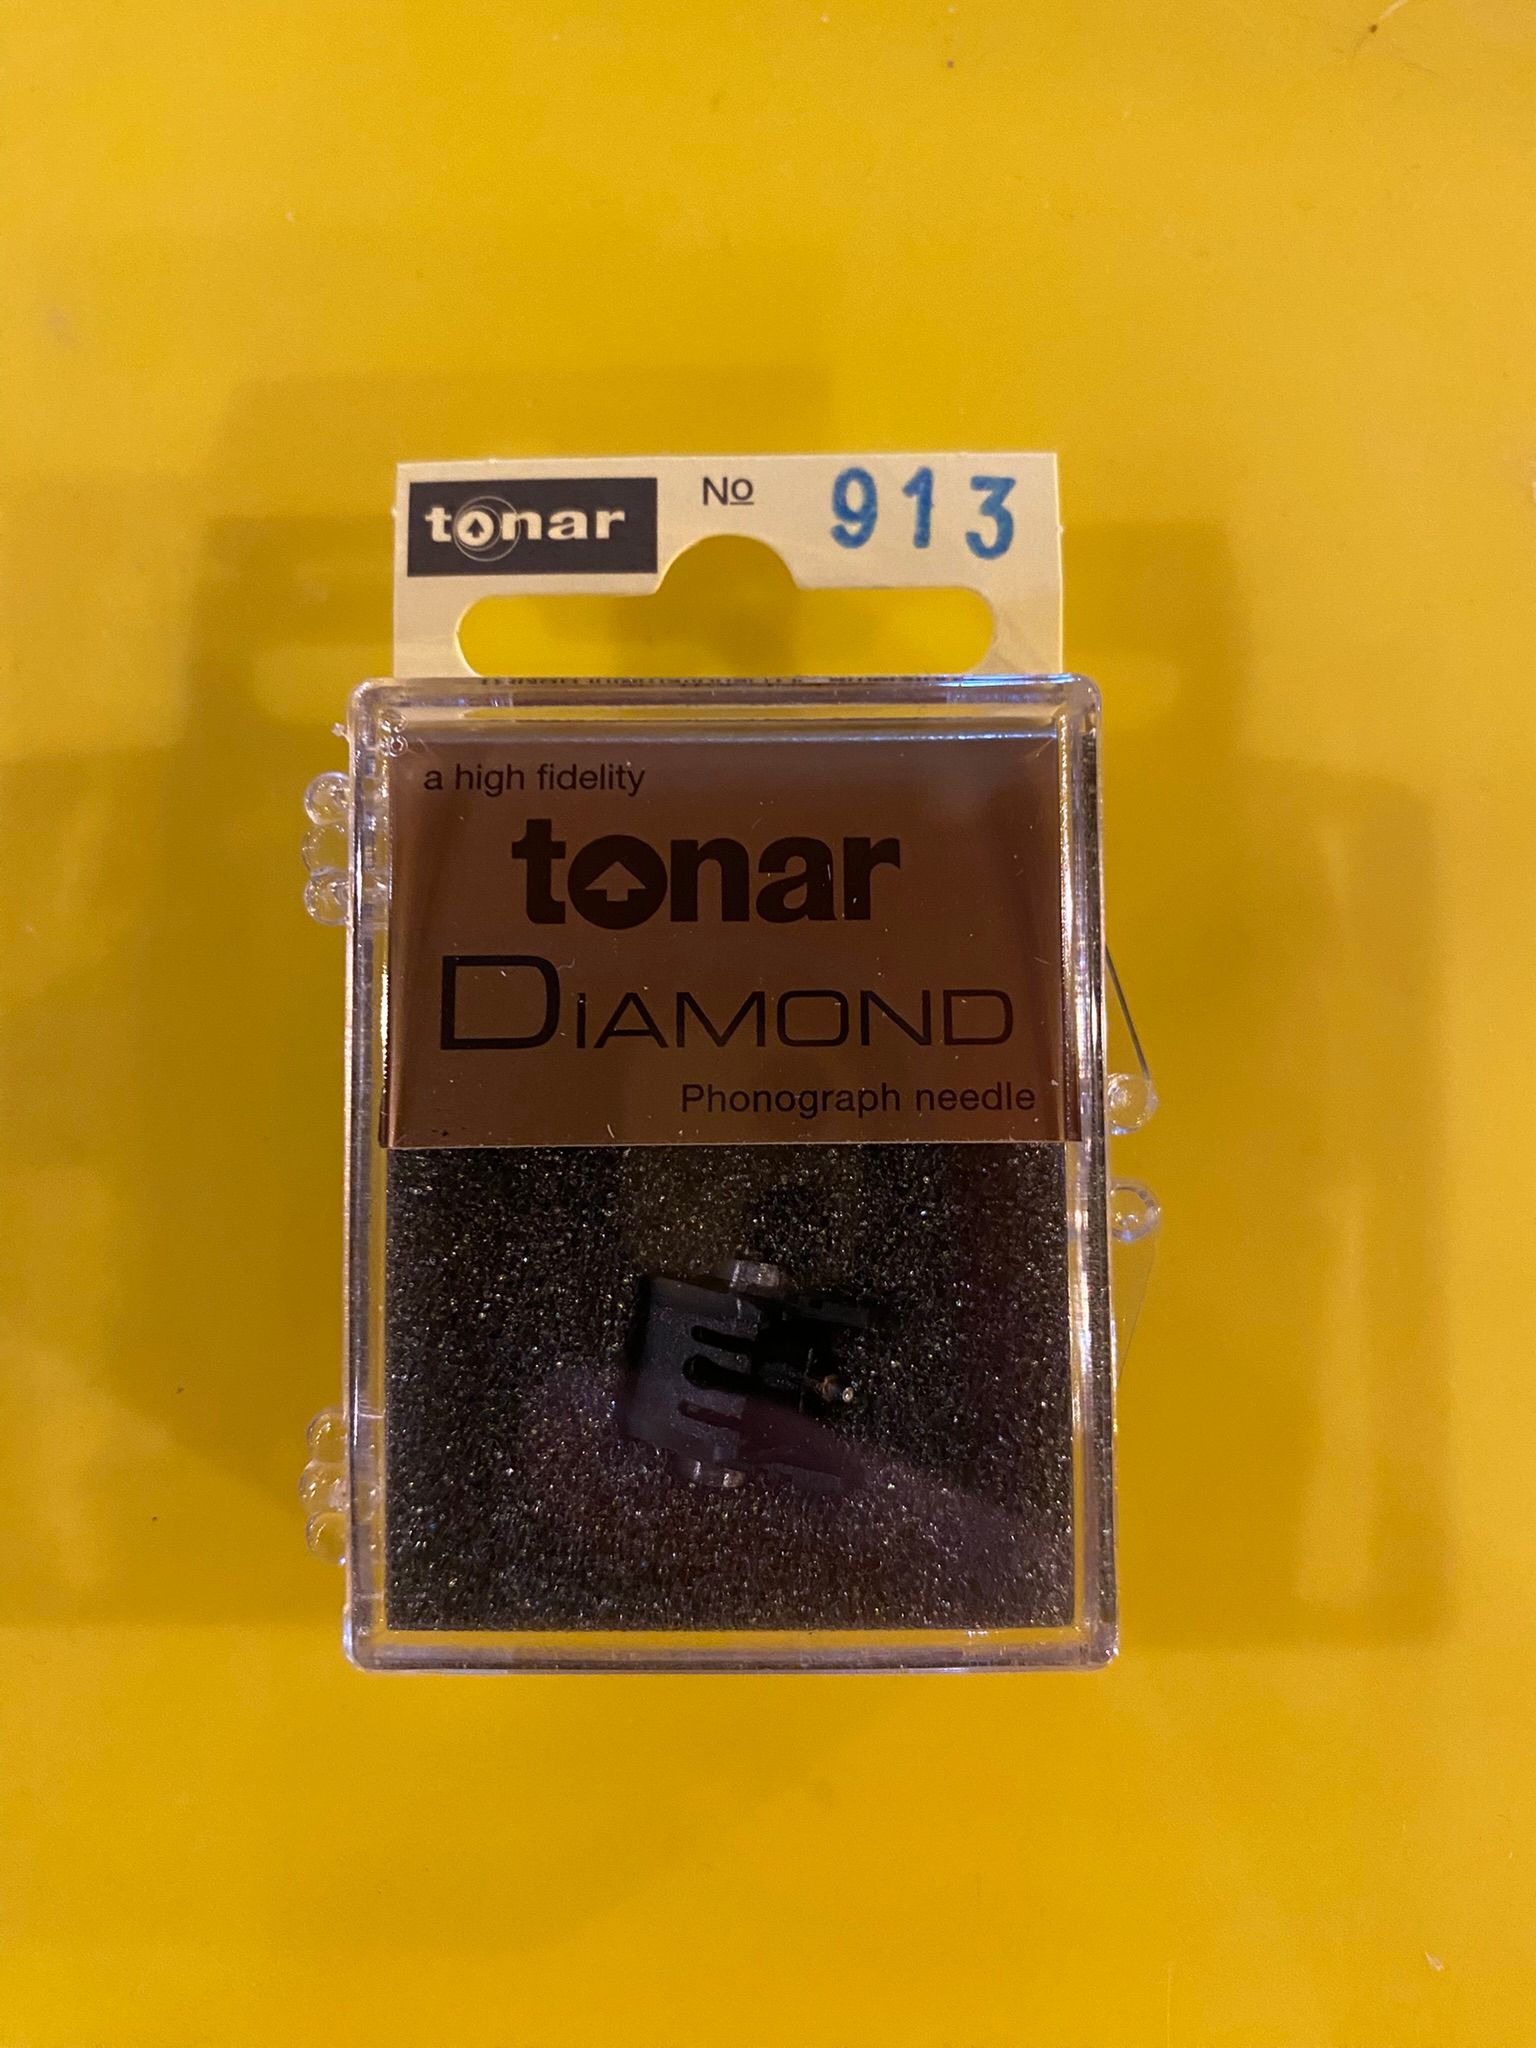 tonar No 913
a high fidelity
tonar
DIAMOND
Phonograph needle